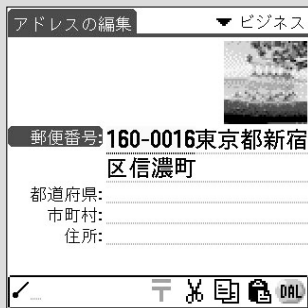 アドレスの編集 ▼ ビジネス
郵便番号: 160-0016東京都新宿
区信濃町
都道府県:
市町村:
住所:
〒 DAL